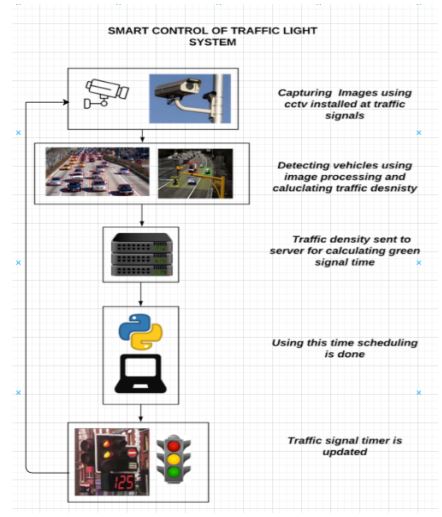 SMART CONTROL OF TRAFFIC LIGHT
SYSTEM
Capturing Images using
cctv installed at traffic
signals
Detecting vehicles using
image processing and
caluclating traffic desnisty
Traffic density sent to
server for calculating green
signal time
Using this time scheduling
is done
Traffic signal timer is
updated
125